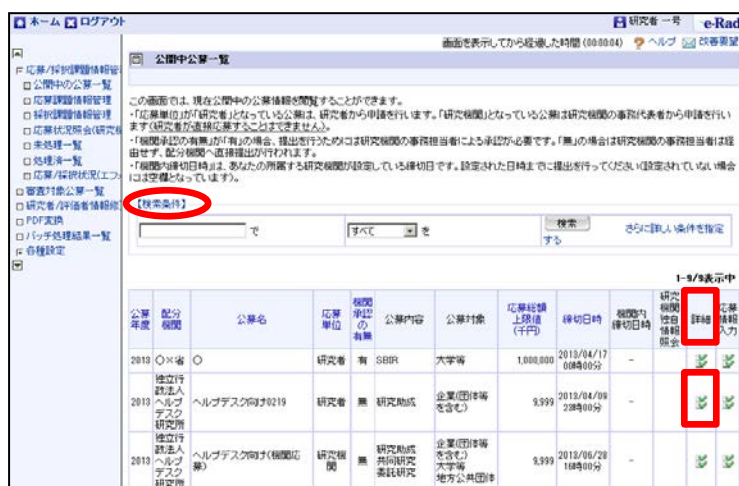 ホーム ログアウト
研究者 一号 e-Rad
画面を表示してから経過した時間 (00:00:04) ヘルプ 改善要望
応募/採択課題情報管
公開中の公募一覧
応募課題情報管理
採択課題情報管理
応募状況照会(研究機
未処理一覧
処理済一覧
応募/採択状況(エフォ
審査対象公募一覧
研究者/評価者情報修
PDF変換
バッチ処理結果一覧
各種設定
公開中公募一覧
この画面では、現在公開中の公募情報を閲覧することができます。
・「応募単位」が「研究者」となっている公募は、研究者から申請を行います。「研究機関」となっている公募は研究機関の事務代表者から申請を行い
ます(研究者が直接応募することはできません)。
・「機関承認の有無」が「有」の場合、提出を行うためには研究機関の事務担当者による承認が必要です。「無」の場合は研究機関の事務担当者は経
由せず、配分機関へ直接提出が行われます。
・「機関内締切日時」は、あなたの所属する研究機関が設定している締切日です。設定された日時までに提出を行ってください(設定されていない場合
には空欄となっています)。
【検索条件】
で すべて を 検索 する さらに詳しい条件を指定
1-9/9表示中
公募年度 配分機関 公募名 応募単位 機関承認の有無 公募内容 公募対象 応募総額上限値(千円) 締切日時 機関内締切日時 研究機関独自情報照会 詳細 応募情報入力
2013 ○×省 ○ 研究者 有 SBIR 大学等 1,000,000 2013/04/17 00時00分 -
2013 独立行政法人ヘルプデスク研究所 ヘルプデスク向け0219 研究者 無 研究助成 企業(団体等を含む) 9,999 2013/04/09 23時00分 -
2013 独立行政法人ヘルプデスク研究所 ヘルプデスク向け(機関応募) 研究機関 無 研究助成 共同研究 委託研究 企業(団体等を含む) 大学等 地方公共団体 9,999 2013/06/28 16時00分 -